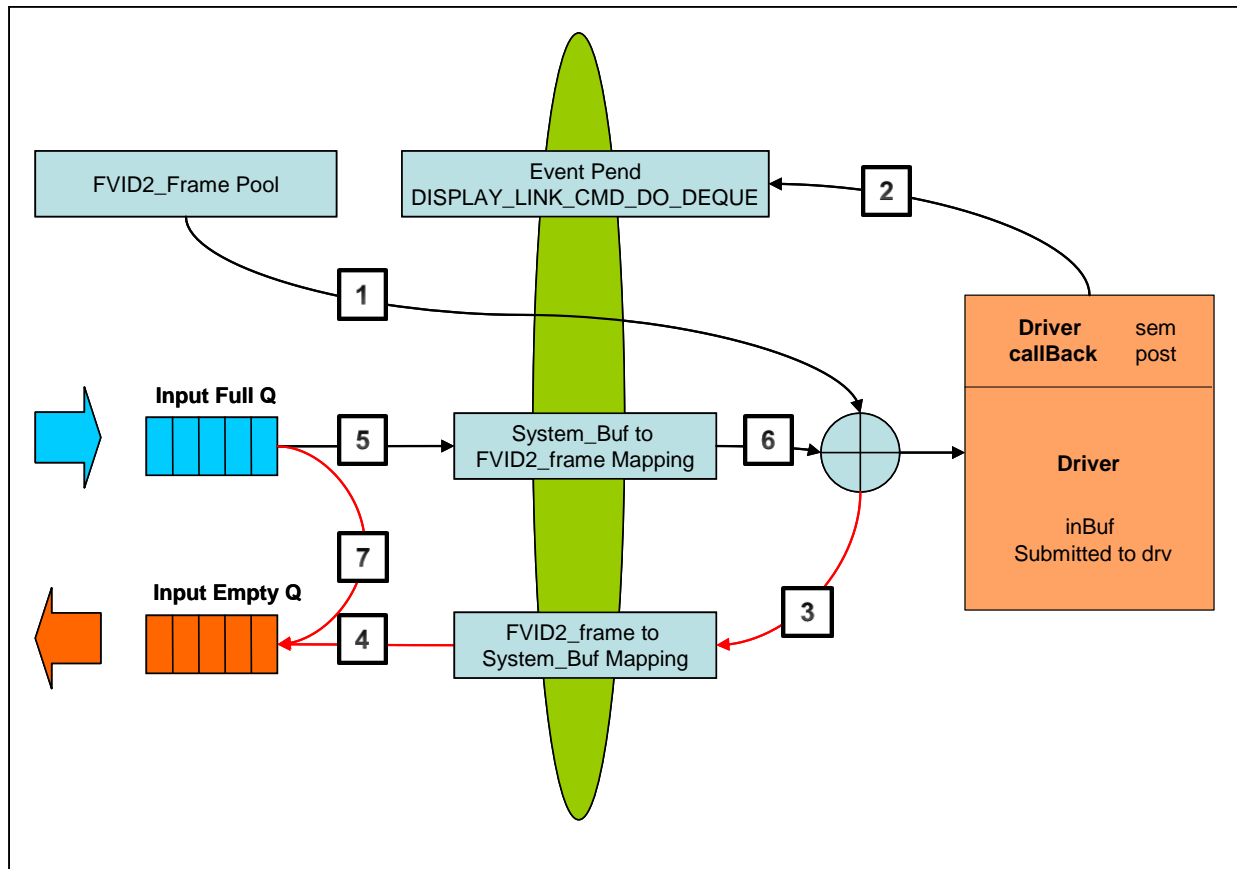 FVID2_Frame Pool
Event Pend
DISPLAY_LINK_CMD_DO_DEQUE
2
1
Driver sem
callBack post
Input Full Q
5
System_Buf to
FVID2_frame Mapping
6
Driver
inBuf
Submitted to drv
7
Input Empty Q
4
FVID2_frame to
System_Buf Mapping
3